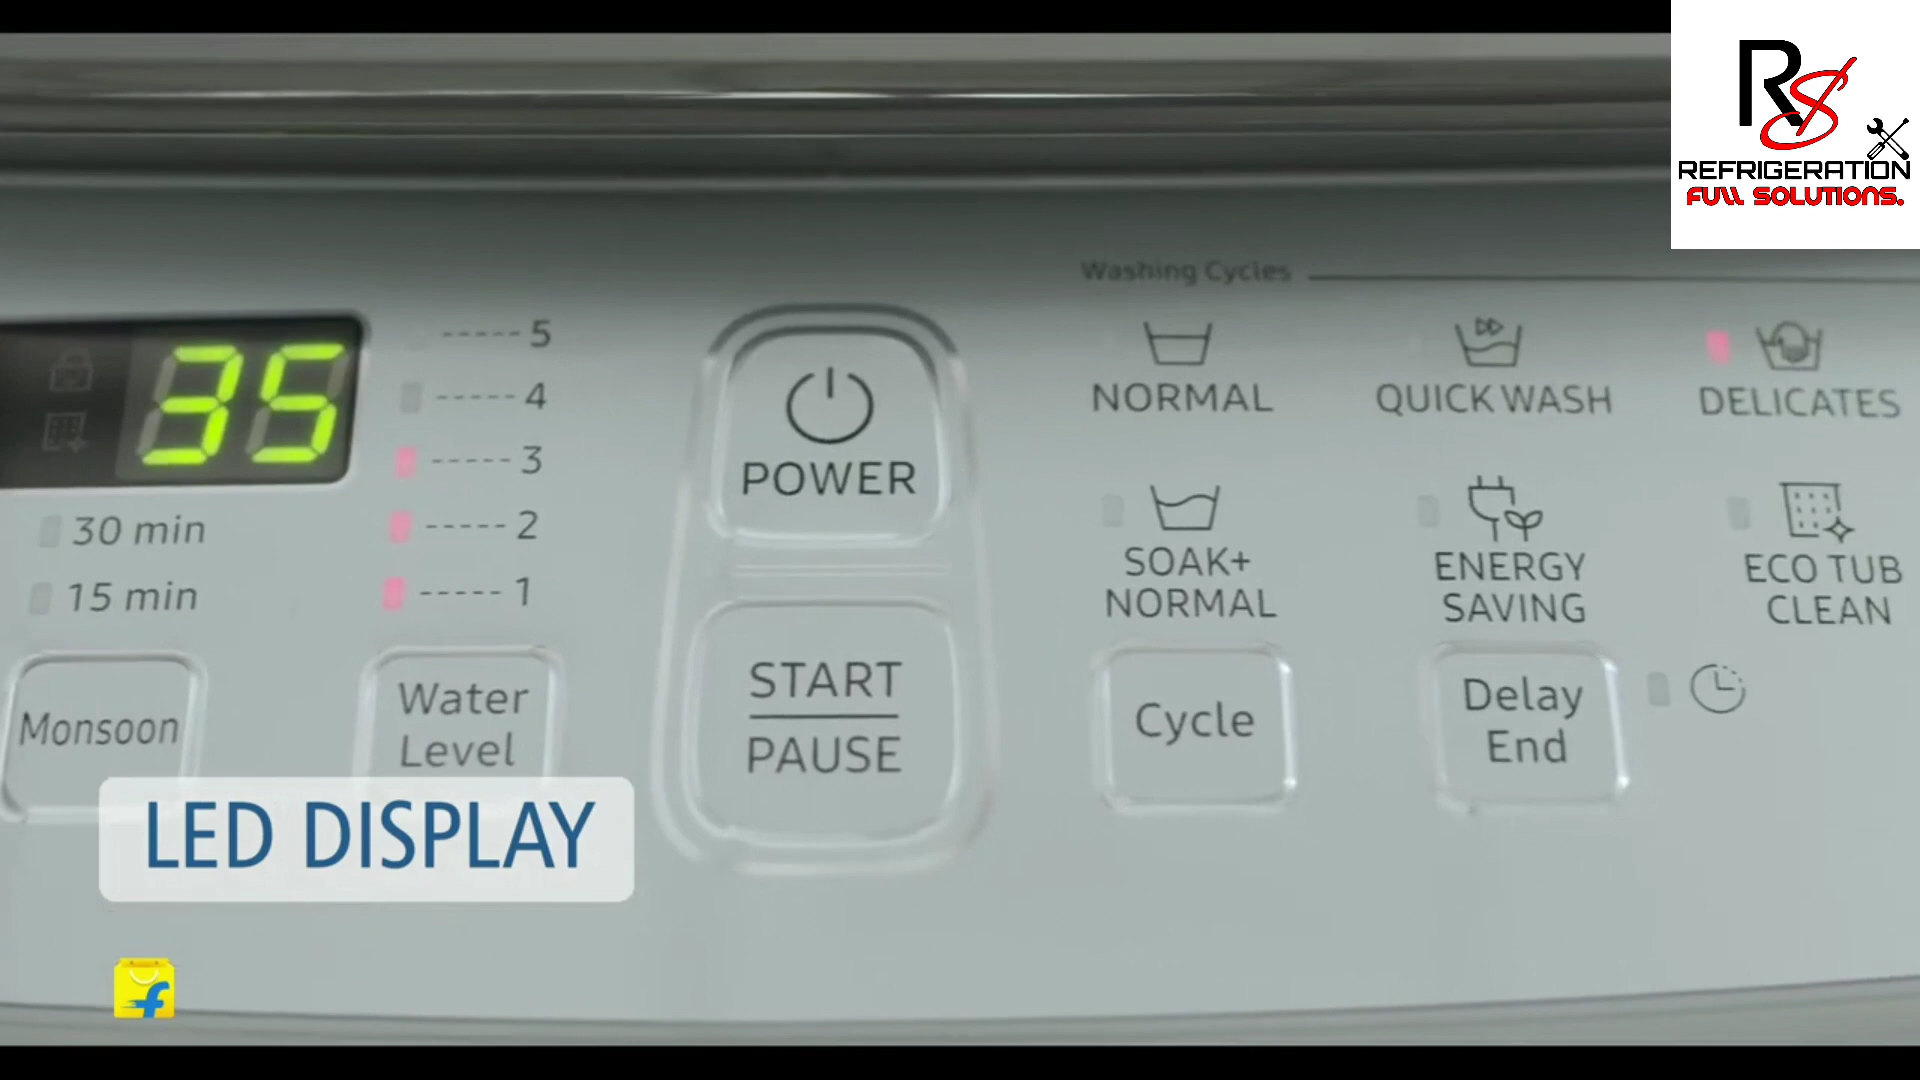 RS
REFRIGERATION
FULL SOLUTIONS.
Washing Cycles
35
5
4
3
2
1
30 min
15 min
Monsoon
Water
Level
POWER
START
PAUSE
NORMAL
QUICK WASH
DELICATES
SOAK+
NORMAL
ENERGY
SAVING
ECO TUB
CLEAN
Cycle
Delay
End
LED DISPLAY
f